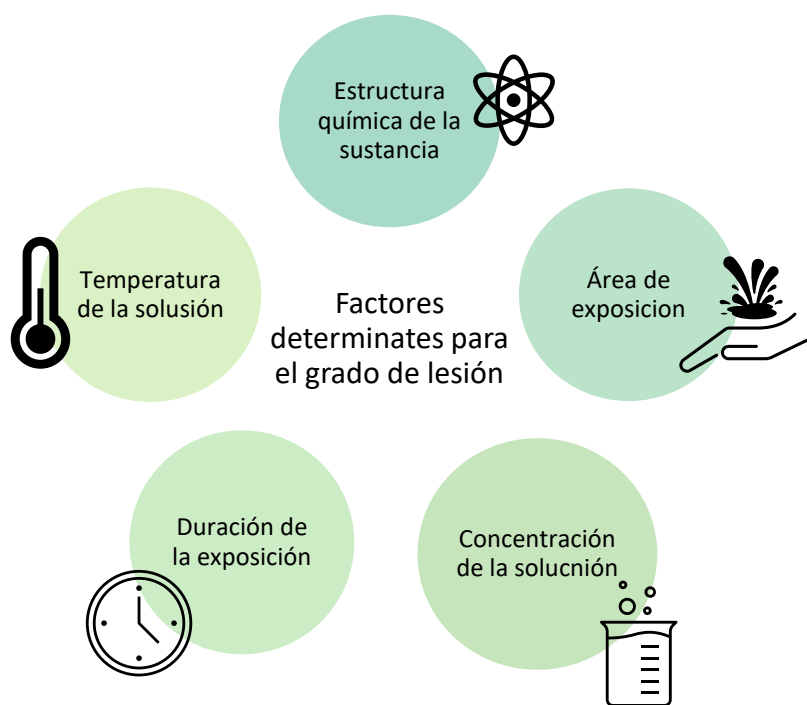 Estructura
química de la
sustancia
Área de
exposicion
Concentración
de la solucnión
Duración de
la exposición
Temperatura
de la solusión
Factores
determinates para
el grado de lesión